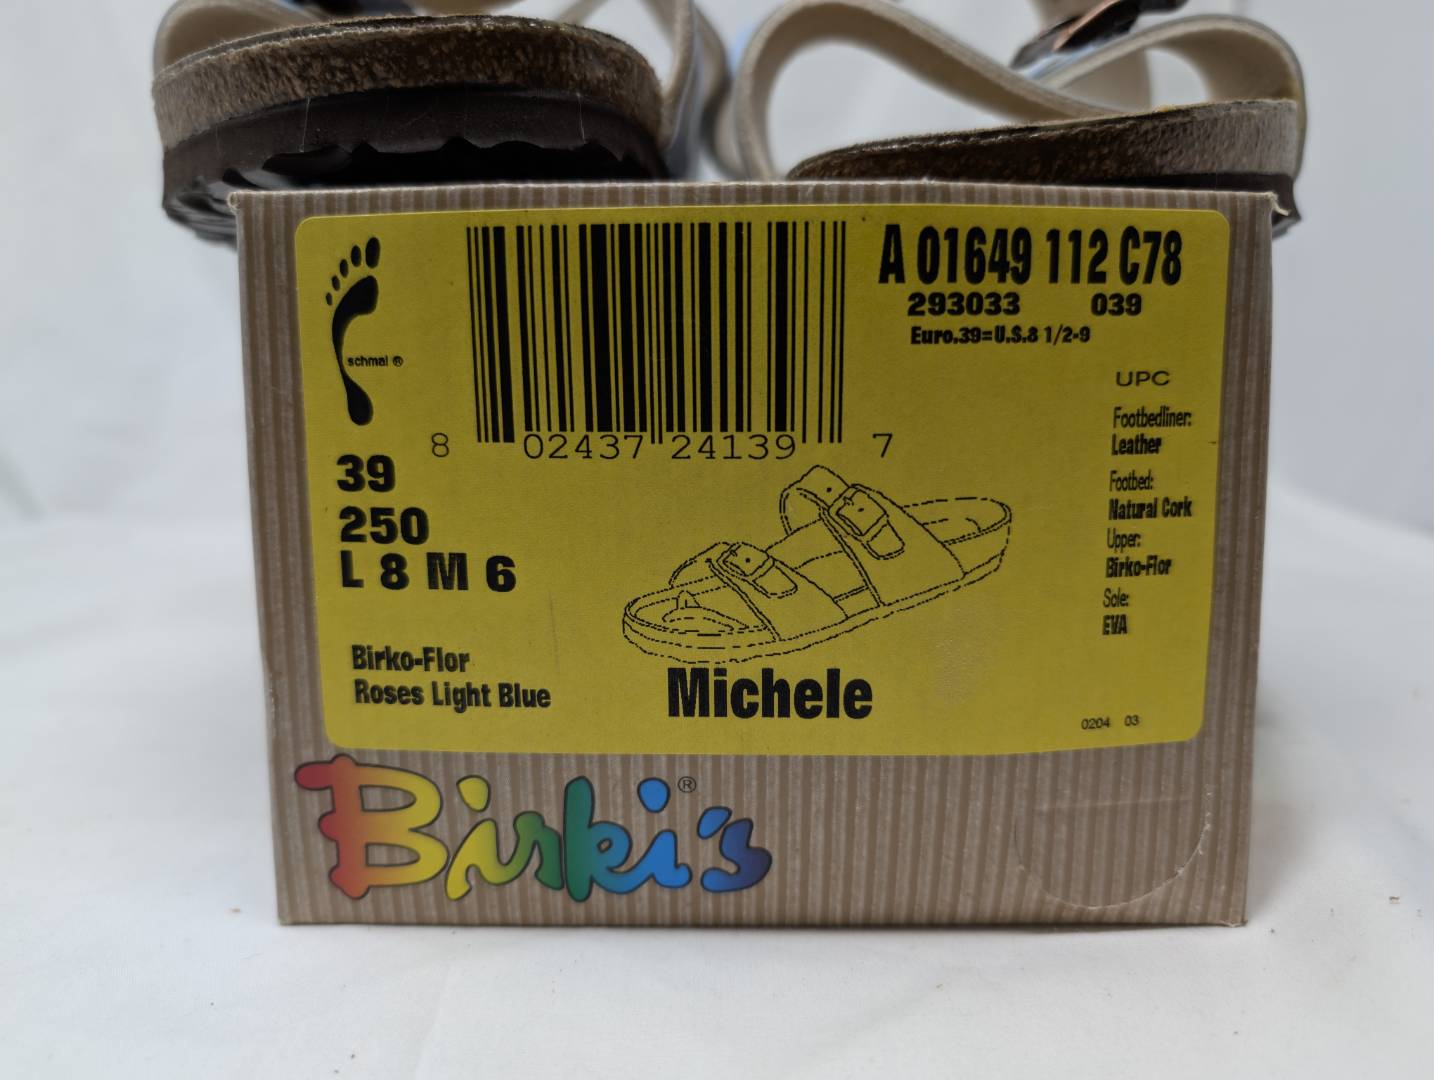 A 01649 112 C78
293033 039
Euro.39=U.S.8 1/2-9
schmal ®
8 02437 24139 7
UPC
Footbedliner:
Leather
Footbed:
Natural Cork
Upper:
Birko-Flor
Sole:
EVA
39
250
L 8 M 6
Birko-Flor
Roses Light Blue
Michele
0204 03
Birki's®